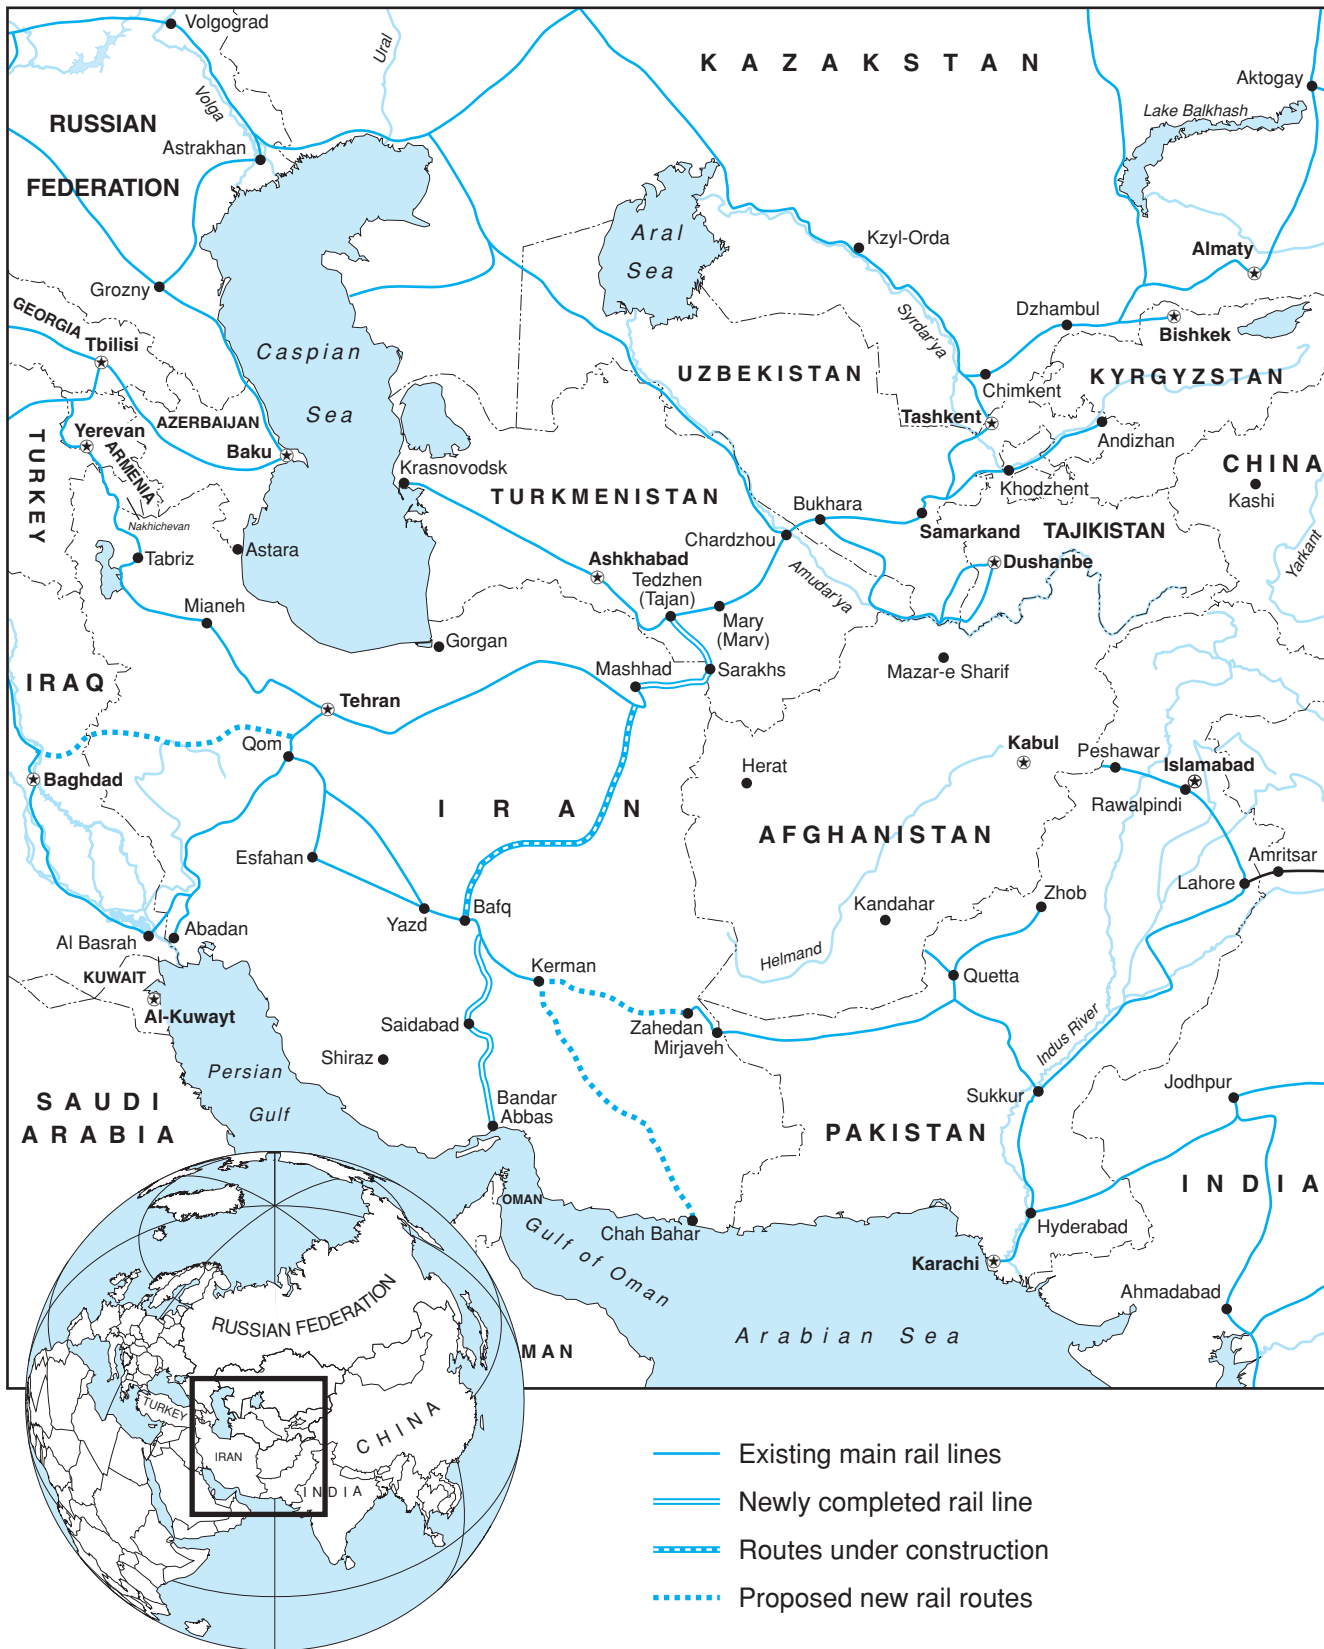 Volgograd
Ural
KAZAKSTAN
Aktogay
Volga
Lake Balkhash
RUSSIAN
FEDERATION
Astrakhan
Aral
Sea
Kzyl-Orda
Almaty
Grozny
Syrdar'ya
Dzhambul
Bishkek
GEORGIA
Tbilisi
Caspian
Sea
UZBEKISTAN
Chimkent
KYRGYZSTAN
TURKEY
Yerevan
AZERBAIJAN
ARMENIA
Baku
Tashkent
Andizhan
Krasnovodsk
TURKMENISTAN
Khodzhent
CHINA
Kashi
Nakhichevan
Bukhara
Samarkand
TAJIKISTAN
Tabriz
Astara
Chardzhou
Ashkhabad
Tedzhen
(Tajan)
Dushanbe
Yarkant
Amudar'ya
Mianeh
Mary
(Marv)
Gorgan
Mashhad
Sarakhs
Mazar-e Sharif
IRAQ
Tehran
Qom
Kabul
Peshawar
Islamabad
Baghdad
Herat
Rawalpindi
IRAN
AFGHANISTAN
Esfahan
Amritsar
Lahore
Zhob
Yazd
Bafq
Kandahar
Al Basrah
Abadan
Helmand
Kerman
Quetta
KUWAIT
Al-Kuwayt
Saidabad
Zahedan
Mirjaveh
Indus River
Shiraz
Persian
Gulf
SAUDI
ARABIA
Bandar
Abbas
Sukkur
Jodhpur
PAKISTAN
OMAN
INDIA
Gulf of Oman
Chah Bahar
Hyderabad
Karachi
Ahmadabad
Arabian Sea
MAN
RUSSIAN FEDERATION
TURKEY
CHINA
IRAN
INDIA
Existing main rail lines
Newly completed rail line
Routes under construction
Proposed new rail routes